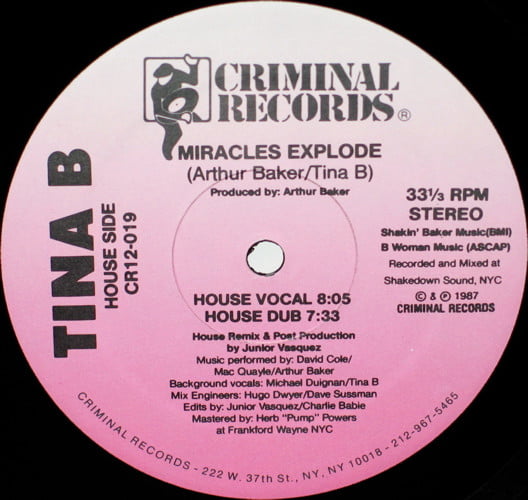 CRIMINAL
RECORDS®
MIRACLES EXPLODE
(Arthur Baker/Tina B)
Produced by: Arthur Baker
TINA B
HOUSE SIDE
CR12-019
33⅓ RPM
STEREO
Shakin' Baker Music(BMI)
B Woman Music (ASCAP)
Recorded and Mixed at
Shakedown Sound, NYC
© & ℗ 1987
CRIMINAL RECORDS
HOUSE VOCAL 8:05
HOUSE DUB 7:33
House Remix & Post Production
by Junior Vasquez
Music performed by: David Cole/
Mac Quayle/Arthur Baker
Background vocals: Michael Duignan/Tina B
Mix Engineers: Hugo Dwyer/Dave Sussman
Edits by: Junior Vasquez/Charlie Babie
Mastered by: Herb "Pump" Powers
at Frankford Wayne NYC
CRIMINAL RECORDS - 222 W. 37th St., NY, NY 10018 - 212-967-5465